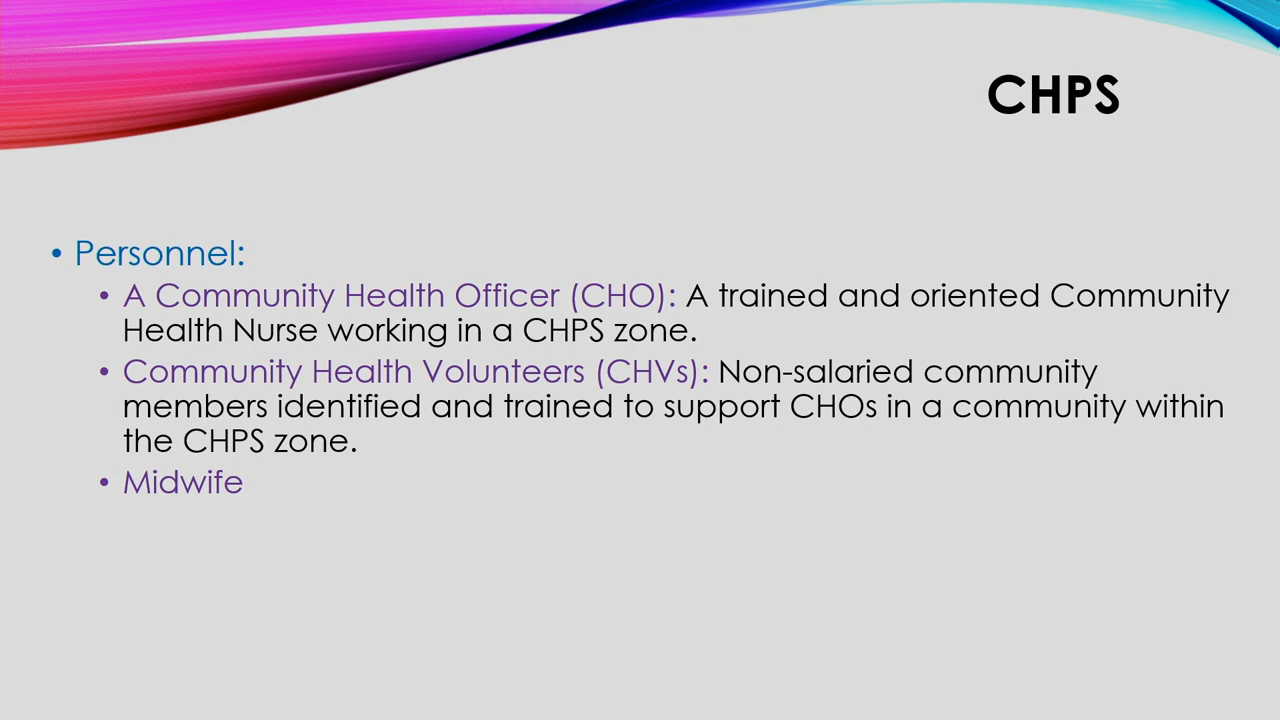 CHPS
• Personnel:
• A Community Health Officer (CHO): A trained and oriented Community
Health Nurse working in a CHPS zone.
• Community Health Volunteers (CHVs): Non-salaried community
members identified and trained to support CHOs in a community within
the CHPS zone.
• Midwife